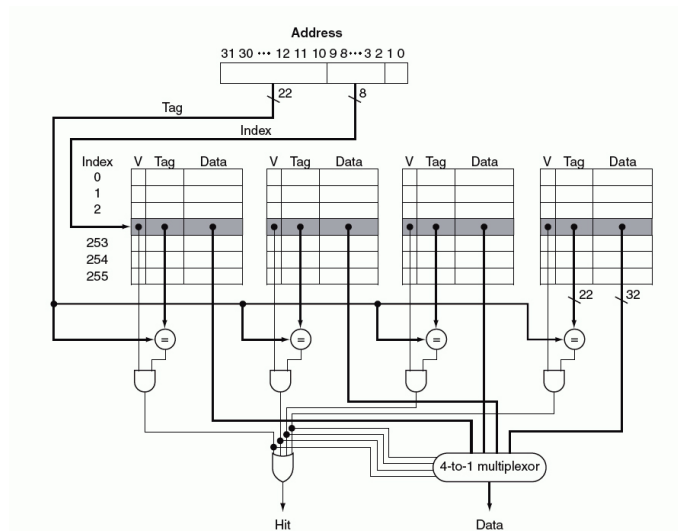 Address
31 30 ••• 12 11 10 9 8•••3 2 1 0
22
8
Tag
Index
Index V Tag Data V Tag Data V Tag Data V Tag Data
0
1
2
253
254
255
22 32
= = = =
4-to-1 multiplexor
Hit Data